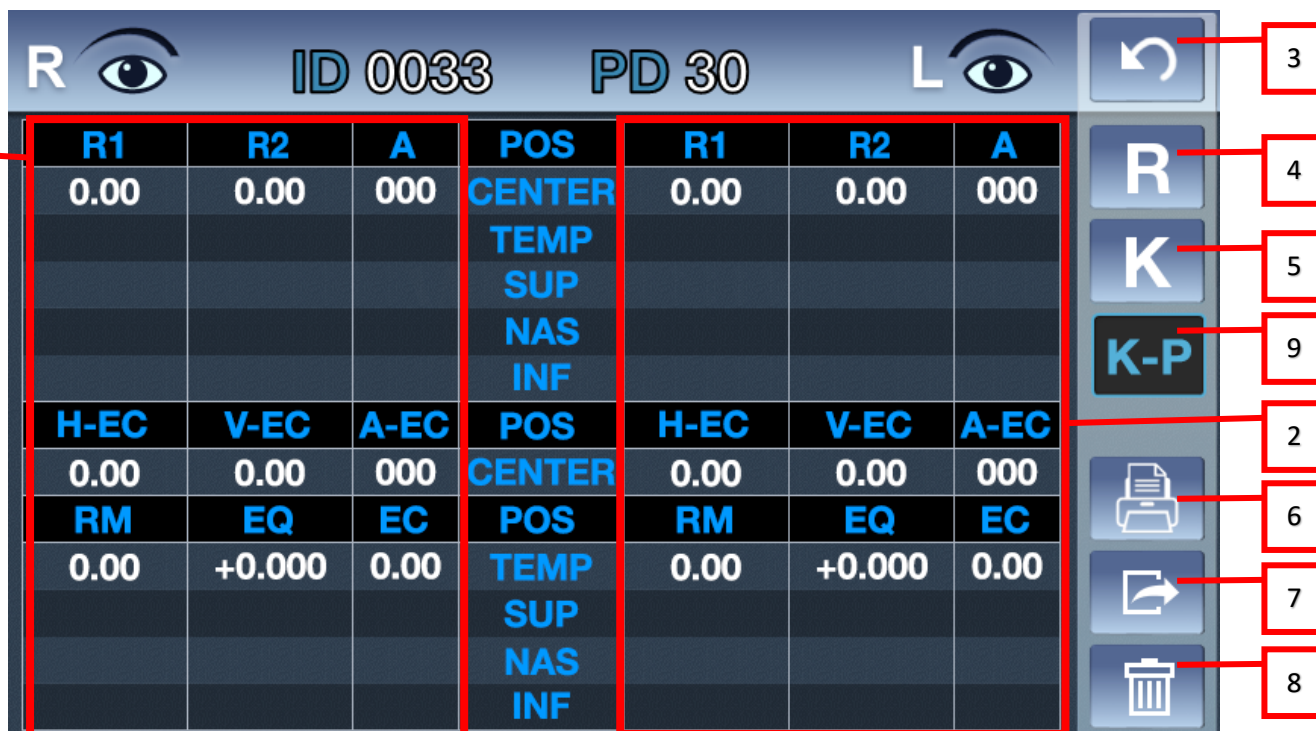 R ID 0033 PD 30 L 3
R1 R2 A POS R1 R2 A
R 4
0.00 0.00 000 CENTER 0.00 0.00 000
TEMP
K 5
SUP
NAS
K-P 9
INF
H-EC V-EC A-EC POS H-EC V-EC A-EC
2
0.00 0.00 000 CENTER 0.00 0.00 000
RM EQ EC POS RM EQ EC
6
0.00 +0.000 0.00 TEMP 0.00 +0.000 0.00
7
SUP
NAS
8
INF